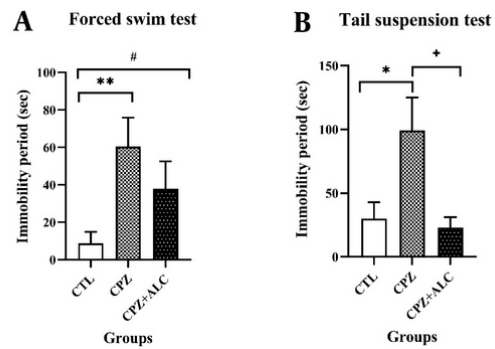 A
Forced swim test
#
**
Immobility period (sec)
100
80
60
40
20
0
CTL
CPZ
CPZ+ALC
Groups
B
Tail suspension test
*
+
Immobility period (sec)
150
100
50
0
CTL
CPZ
CPZ+ALC
Groups